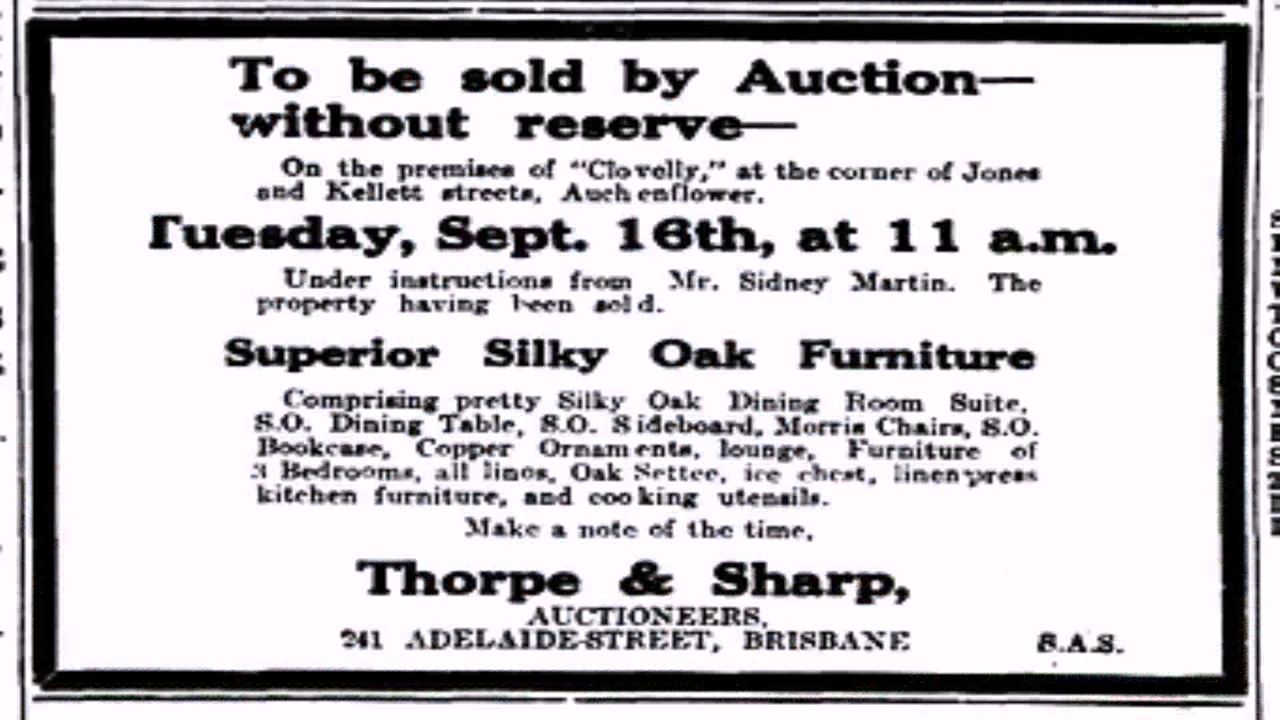 To be sold by Auction—
without reserve—
On the premises of "Clovelly," at the corner of Jones
and Kellett streets, Auchenflower.
Tuesday, Sept. 16th, at 11 a.m.
Under instructions from Mr. Sidney Martin. The
property having been sold.
Superior Silky Oak Furniture
Comprising pretty Silky Oak Dining Room Suite,
S.O. Dining Table, S.O. Sideboard, Morris Chairs, S.O.
Bookcase, Copper Ornaments, lounge, Furniture of
3 Bedrooms, all linos, Oak Settee, ice chest, linen press
kitchen furniture, and cooking utensils.
Make a note of the time.
Thorpe & Sharp,
AUCTIONEERS,
241 ADELAIDE-STREET, BRISBANE S.A.S.